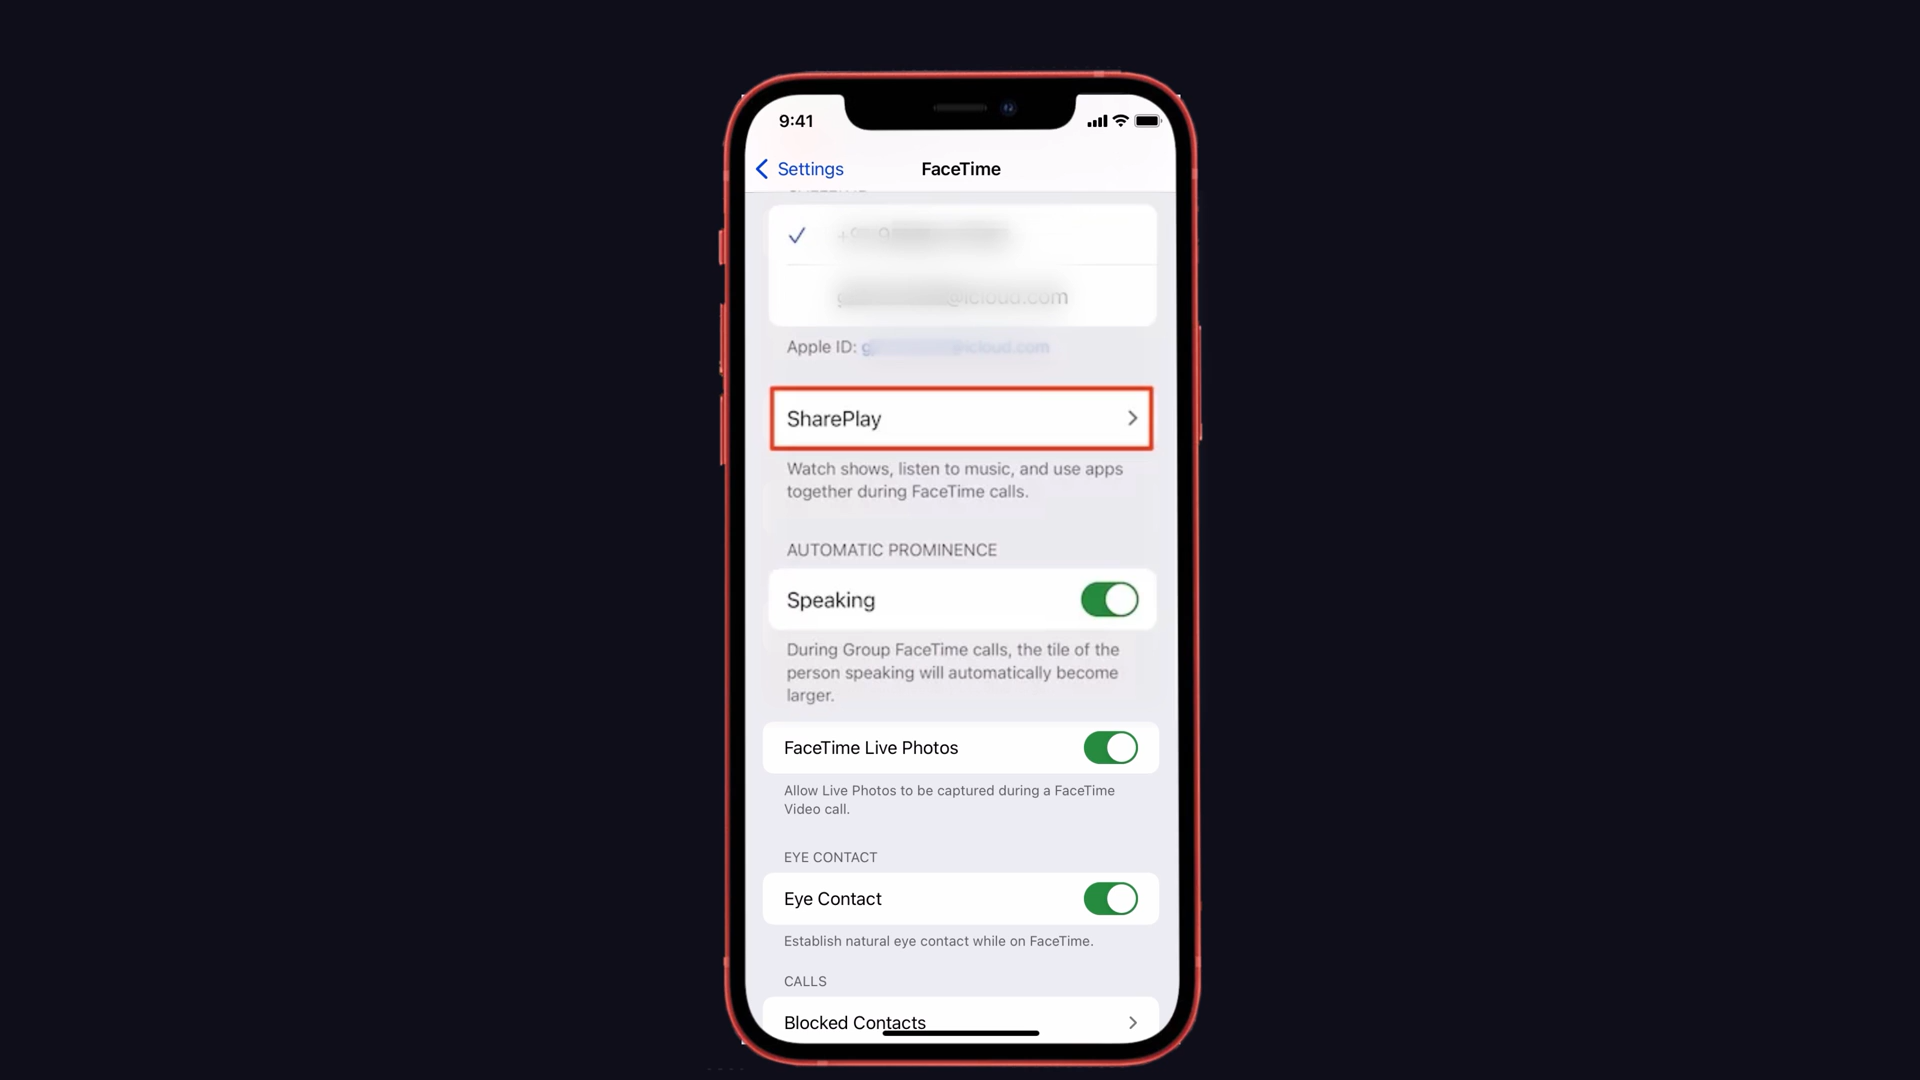 9:41
Settings
FaceTime
@icloud.com
Apple ID: g @icloud.com
SharePlay
Watch shows, listen to music, and use apps
together during FaceTime calls.
AUTOMATIC PROMINENCE
Speaking
During Group FaceTime calls, the tile of the
person speaking will automatically become
larger.
FaceTime Live Photos
Allow Live Photos to be captured during a FaceTime
Video call.
EYE CONTACT
Eye Contact
Establish natural eye contact while on FaceTime.
CALLS
Blocked Contacts